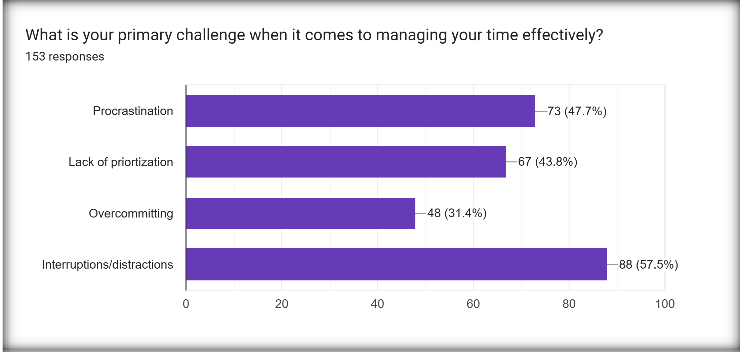 What is your primary challenge when it comes to managing your time effectively?
153 responses
Procrastination
73 (47.7%)
Lack of priortization
67 (43.8%)
Overcommitting
48 (31.4%)
Interruptions/distractions
88 (57.5%)
0 20 40 60 80 100